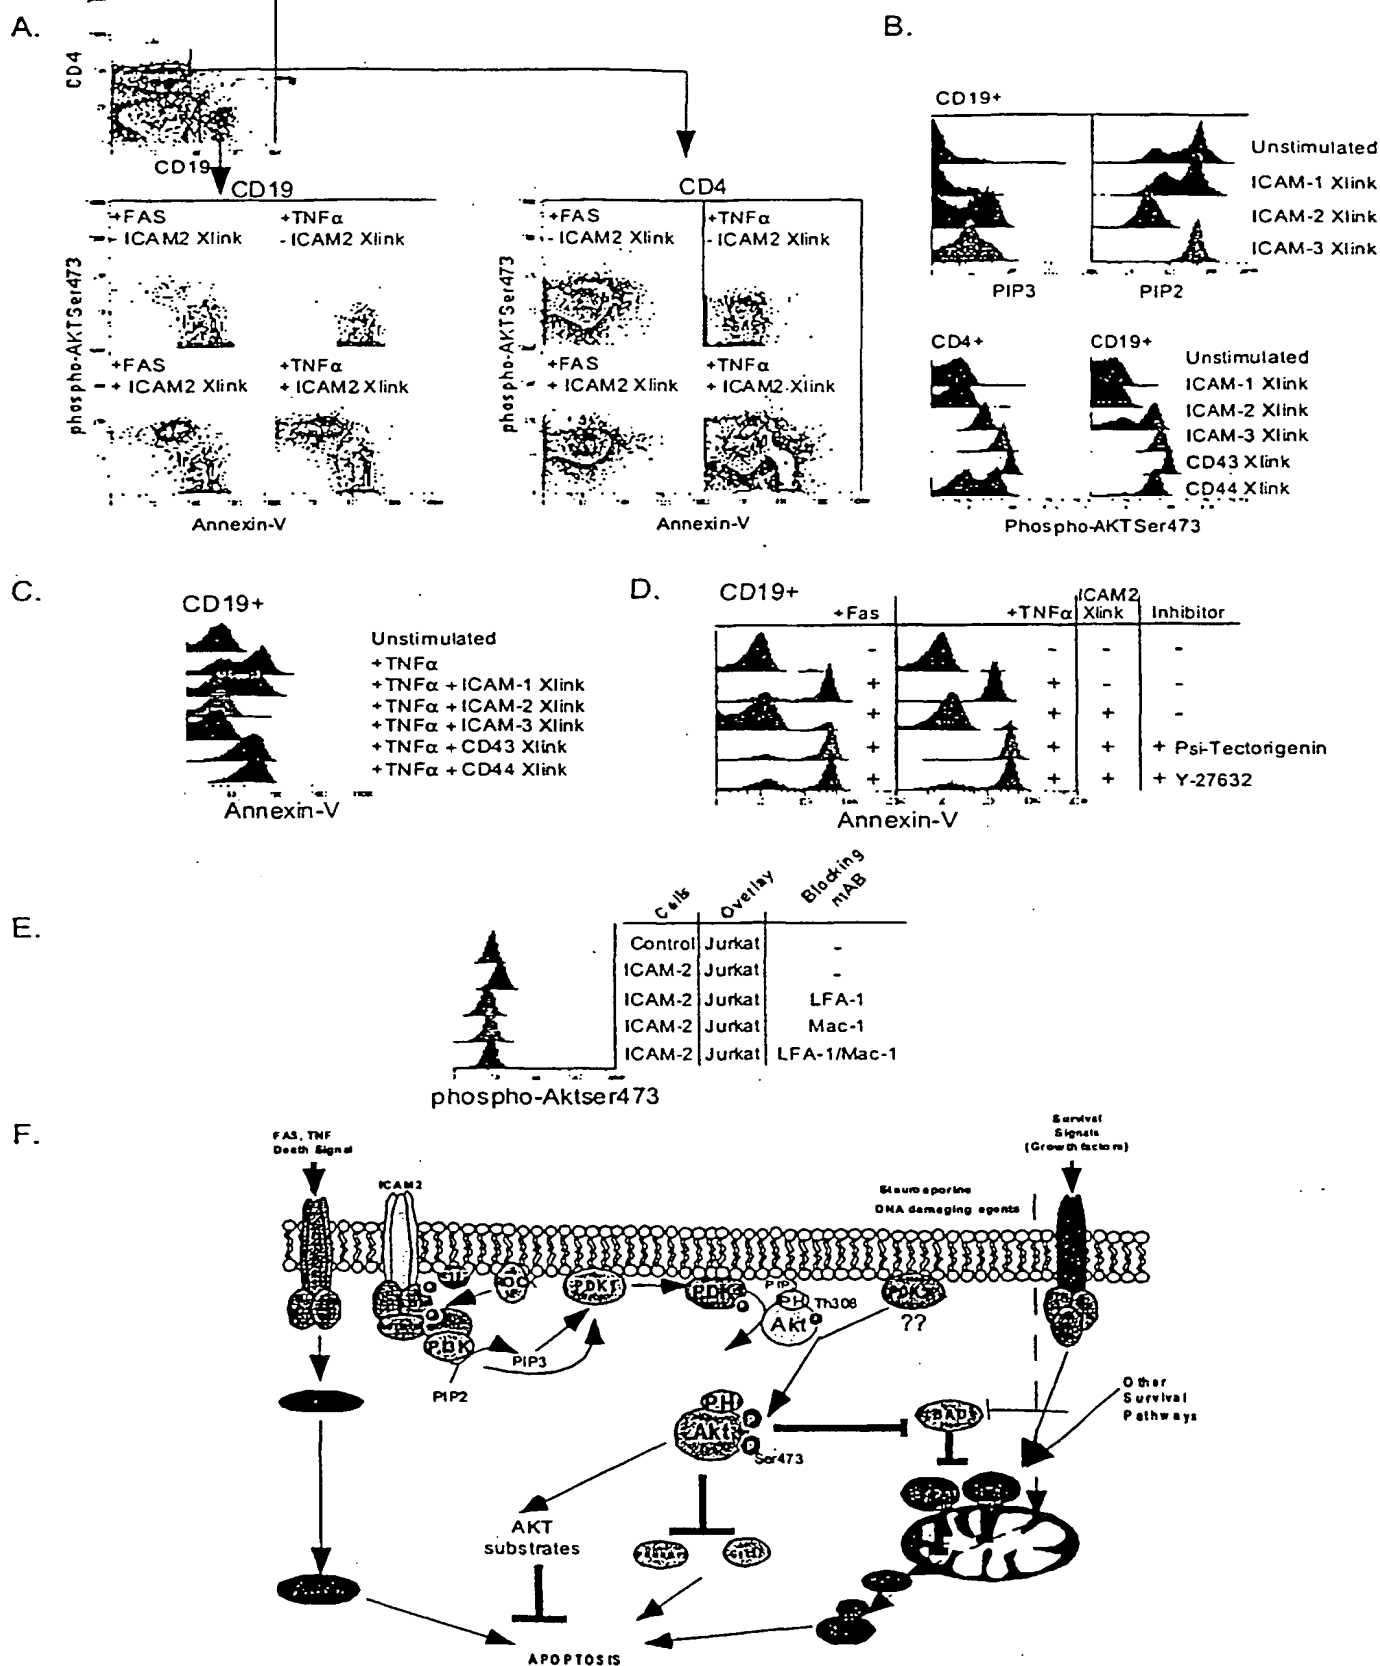 A.
CD4
CD19
CD19
+FAS
- ICAM2 Xlink
+TNFα
-ICAM2 Xlink
+FAS
+ ICAM2 Xlink
+TNFα
+ ICAM2 Xlink
phospho-AKTSer473
Annexin-V
CD4
+FAS
- ICAM2 Xlink
+TNFα
- ICAM2 Xlink
+FAS
+ ICAM2 Xlink
+TNFα
+ ICAM2 Xlink
phospho-AKTSer473
Annexin-V
B.
CD19+
Unstimulated
ICAM-1 Xlink
ICAM-2 Xlink
ICAM-3 Xlink
PIP3
PIP2
CD4+
CD19+
Unstimulated
ICAM-1 Xlink
ICAM-2 Xlink
ICAM-3 Xlink
CD43 Xlink
CD44 Xlink
Phospho-AKTSer473
C.
CD19+
Unstimulated
+TNFα
+TNFα + ICAM-1 Xlink
+TNFα + ICAM-2 Xlink
+TNFα + ICAM-3 Xlink
+TNFα + CD43 Xlink
+TNFα + CD44 Xlink
Annexin-V
D.
CD19+
+Fas
+TNFα
ICAM2
Xlink
Inhibitor
- - - -
+ + - -
+ + + -
+ + + + Psi-Tectorigenin
+ + + + Y-27632
Annexin-V
E.
Cells
Overlay
Blocking
mAB
Control Jurkat -
ICAM-2 Jurkat -
ICAM-2 Jurkat LFA-1
ICAM-2 Jurkat Mac-1
ICAM-2 Jurkat LFA-1/Mac-1
phospho-Aktser473
F.
FAS, TNF
Death Signal
ICAM2
Survival
Signals
(Growth factors)
Staurosporine
DNA damaging agents
PI3K
PIP2
PIP3
PDK1
PIP
PH
Th308
Akt
??
PH
Akt
P
P
Ser473
BAD
Other
Survival
Pathways
AKT
substrates
APOPTOSIS